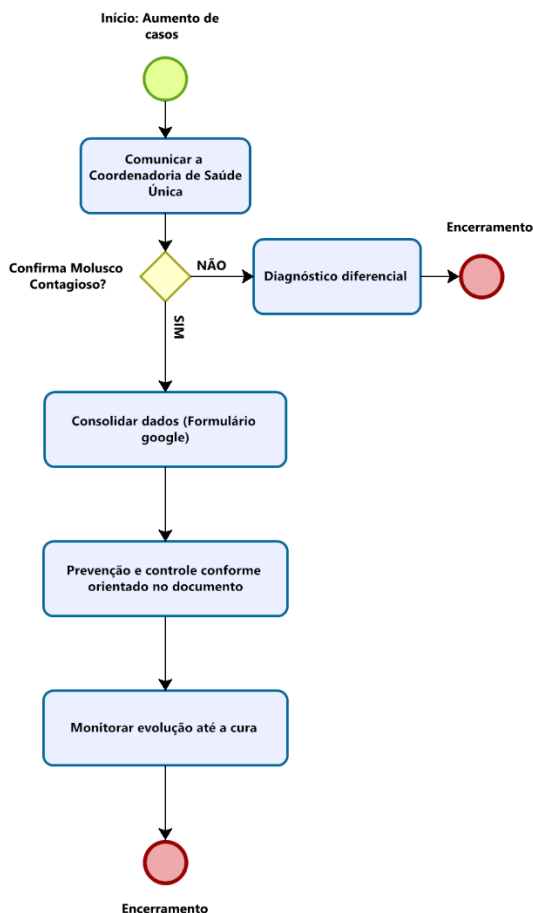 Início: Aumento de
casos
Comunicar a
Coordenadoria de Saúde
Única
Confirma Molusco
Contagioso?
NÃO
Diagnóstico diferencial
Encerramento
SIM
Consolidar dados (Formulário
google)
Prevenção e controle conforme
orientado no documento
Monitorar evolução até a cura
Encerramento